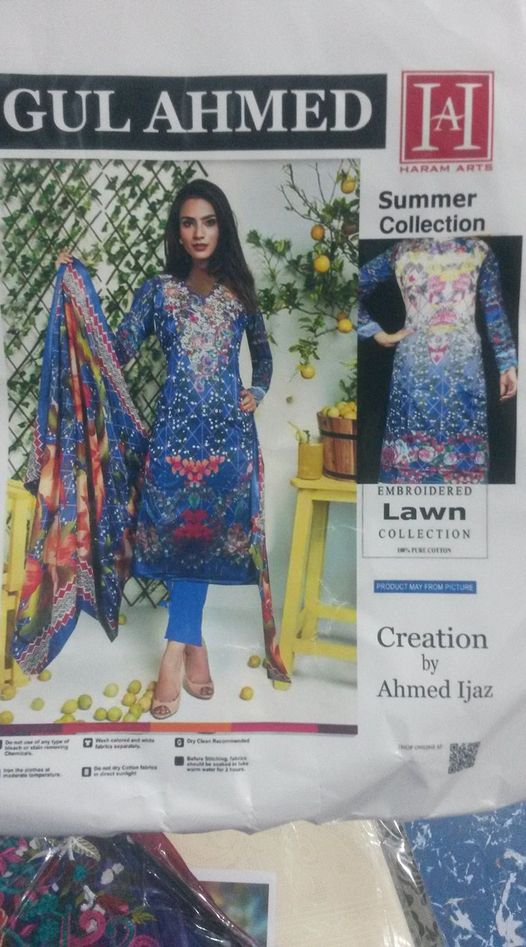 GUL AHMED
HA
HARAM ARTS
Summer
Collection
EMBROIDERED
Lawn
COLLECTION
100% PURE COTTON
PRODUCT MAY FROM PICTURE
Creation
by
Ahmed Ijaz
Do not use of any type of
bleach or stain removing
Chemicals.
Wash colored and white
fabrics separately.
Dry Clean Recommended
Iron the clothes at
moderate temperature.
Do not dry Cotton fabrics
in direct sunlight
Before Stitching, fabrics
should be soaked in luke
warm water for 2 hours.
SHOP ONLINE AT